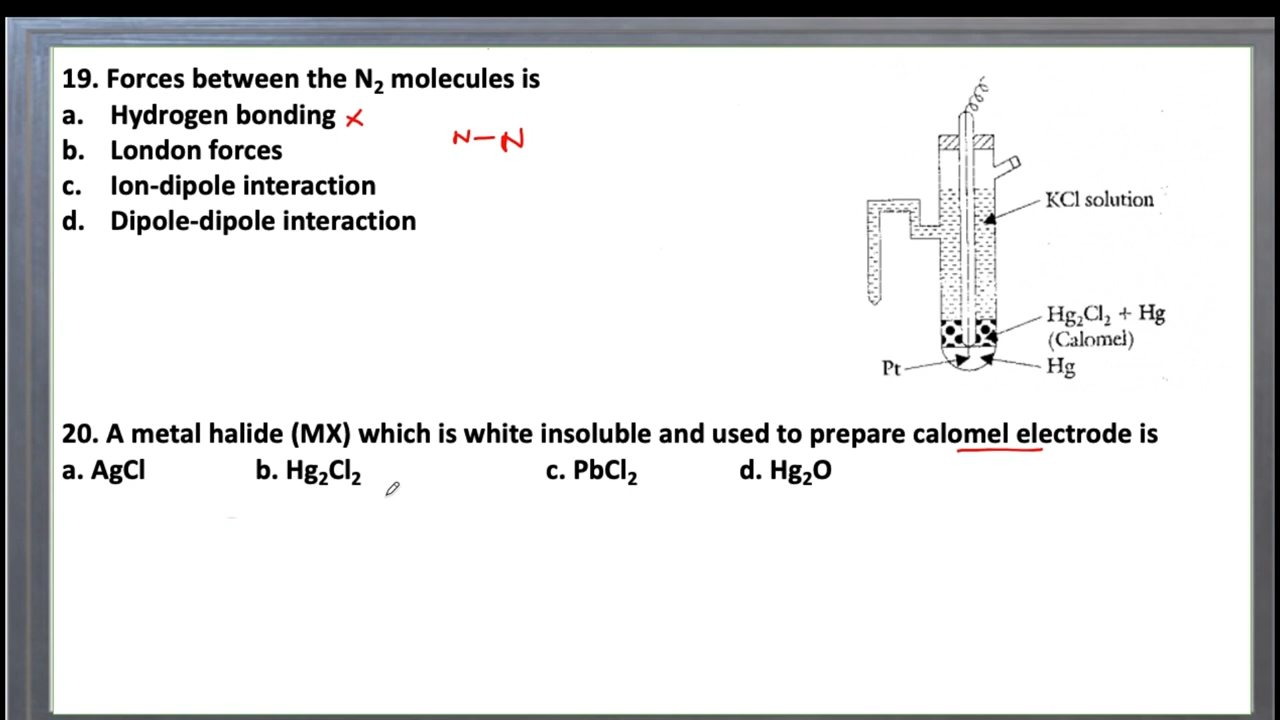 19. Forces between the N₂ molecules is
a. Hydrogen bonding ×
N–N
b. London forces
c. Ion-dipole interaction
d. Dipole-dipole interaction
KCl solution
Hg₂Cl₂ + Hg
(Calomel)
Pt
Hg
20. A metal halide (MX) which is white insoluble and used to prepare calomel electrode is
a. AgCl b. Hg₂Cl₂ c. PbCl₂ d. Hg₂O